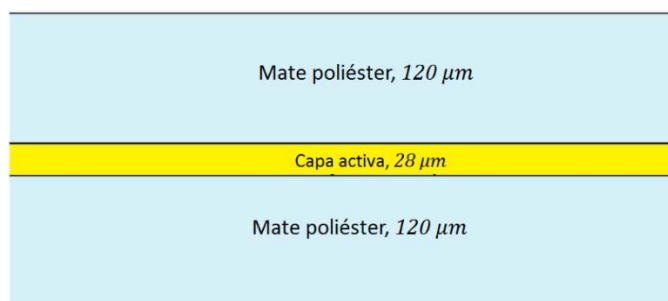 Mate poliéster, 120 μm
Capa activa, 28 μm
Mate poliéster, 120 μm